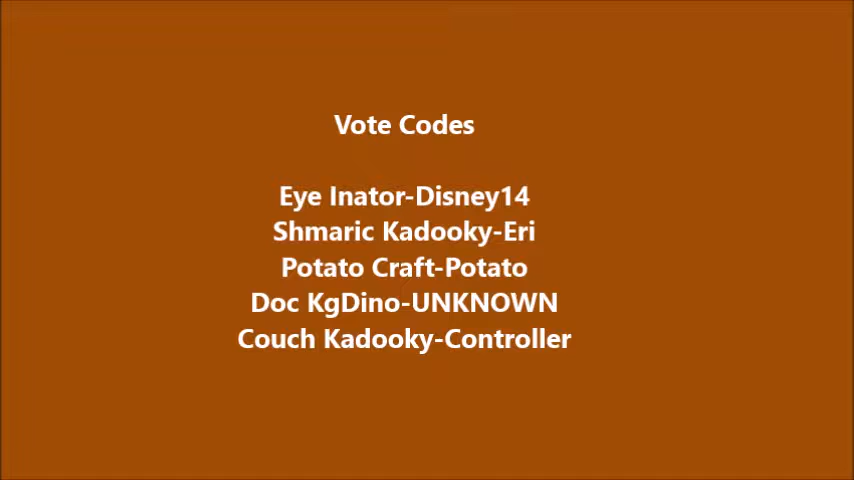 Vote Codes
Eye Inator-Disney14
Shmaric Kadooky-Eri
Potato Craft-Potato
Doc KgDino-UNKNOWN
Couch Kadooky-Controller